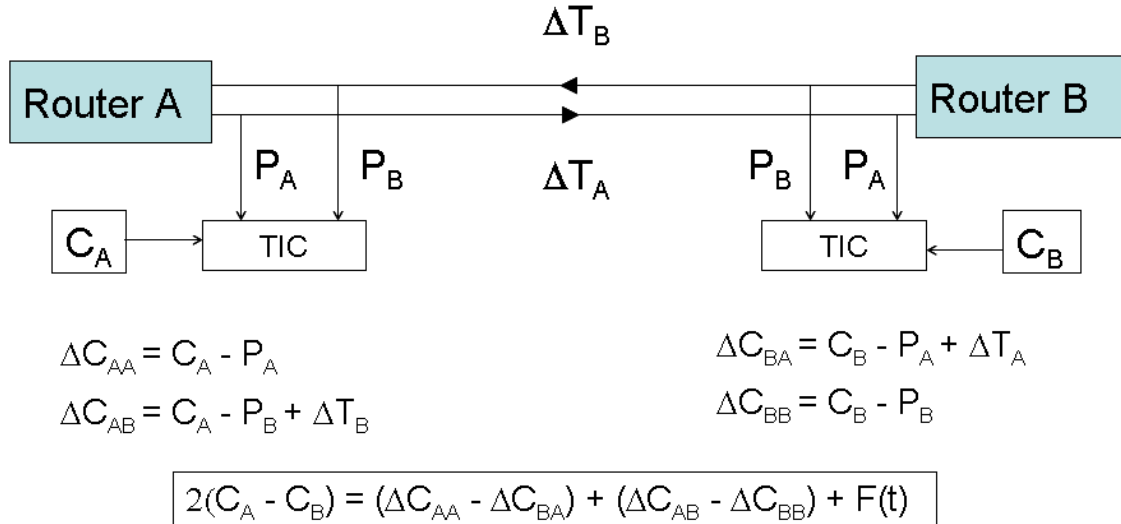 ΔT_B
Router A
Router B
P_A P_B
ΔT_A
P_B P_A
C_A
TIC
TIC
C_B
ΔC_AA = C_A - P_A
ΔC_AB = C_A - P_B + ΔT_B
ΔC_BA = C_B - P_A + ΔT_A
ΔC_BB = C_B - P_B
2(C_A - C_B) = (ΔC_AA - ΔC_BA) + (ΔC_AB - ΔC_BB) + F(t)